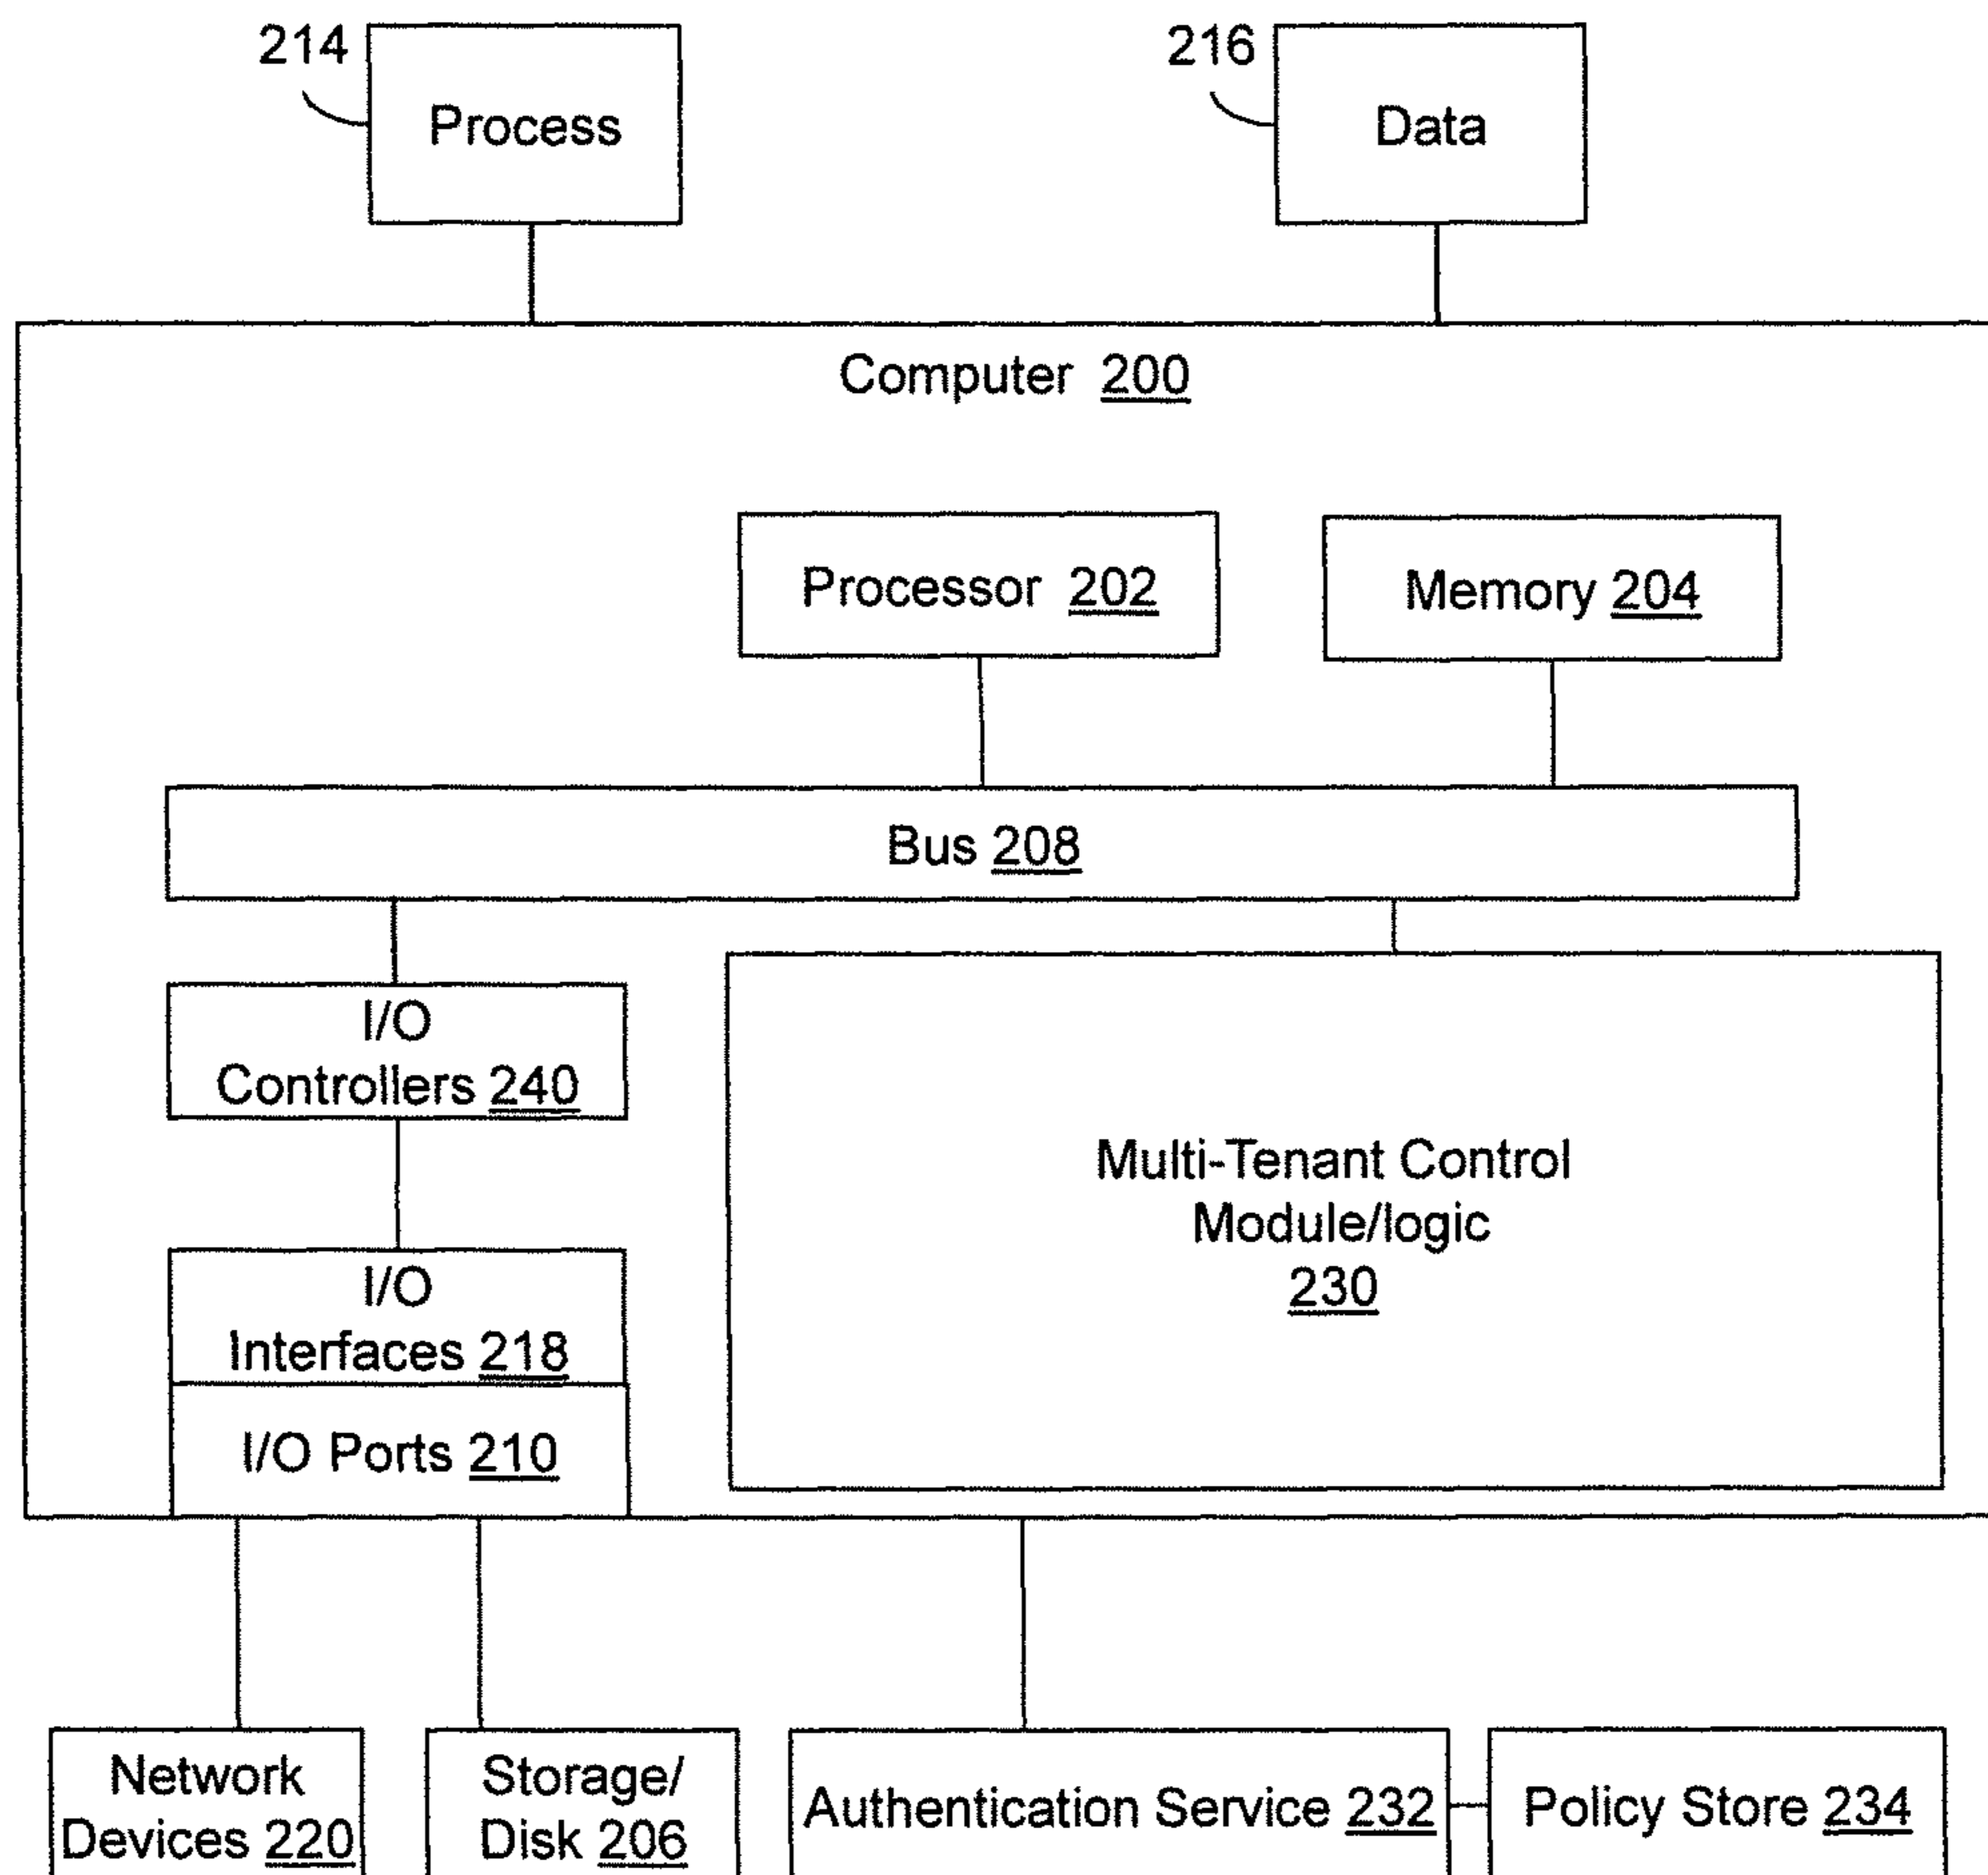 214
Process
216
Data
Computer 200
Processor 202
Memory 204
Bus 208
I/O
Controllers 240
Multi-Tenant Control
Module/logic
230
I/O
Interfaces 218
I/O Ports 210
Network
Devices 220
Storage/
Disk 206
Authentication Service 232
Policy Store 234